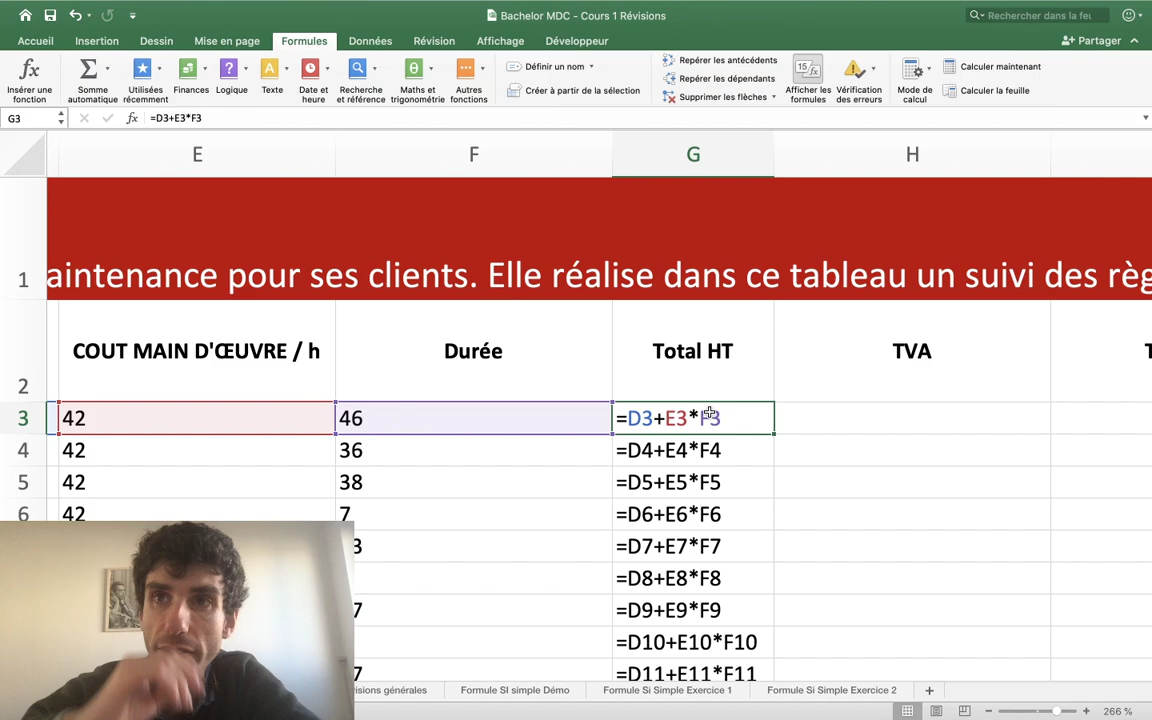 Bachelor MDC - Cours 1 Révisions
Rechercher dans la feu
Accueil Insertion Dessin Mise en page Formules Données Révision Affichage Développeur
Partager
Insérer une fonction
Somme automatique
Utilisées récemment
Finances
Logique
Texte
Date et heure
Recherche et référence
Maths et trigonométrie
Autres fonctions
Définir un nom
Créer à partir de la sélection
Repérer les antécédents
Repérer les dépendants
Supprimer les flèches
Afficher les formules
Vérification des erreurs
Mode de calcul
Calculer maintenant
Calculer la feuille
G3 fx =D3+E3*F3
E F G H
1 aintenance pour ses clients. Elle réalise dans ce tableau un suivi des règ
2 COUT MAIN D'ŒUVRE / h Durée Total HT TVA T
3 42 46 =D3+E3*F3
4 42 36 =D4+E4*F4
5 42 38 =D5+E5*F5
6 42 7 =D6+E6*F6
3 =D7+E7*F7
=D8+E8*F8
7 =D9+E9*F9
=D10+E10*F10
7 =D11+E11*F11
isions générales Formule SI simple Démo Formule Si Simple Exercice 1 Formule Si Simple Exercice 2 +
266 %